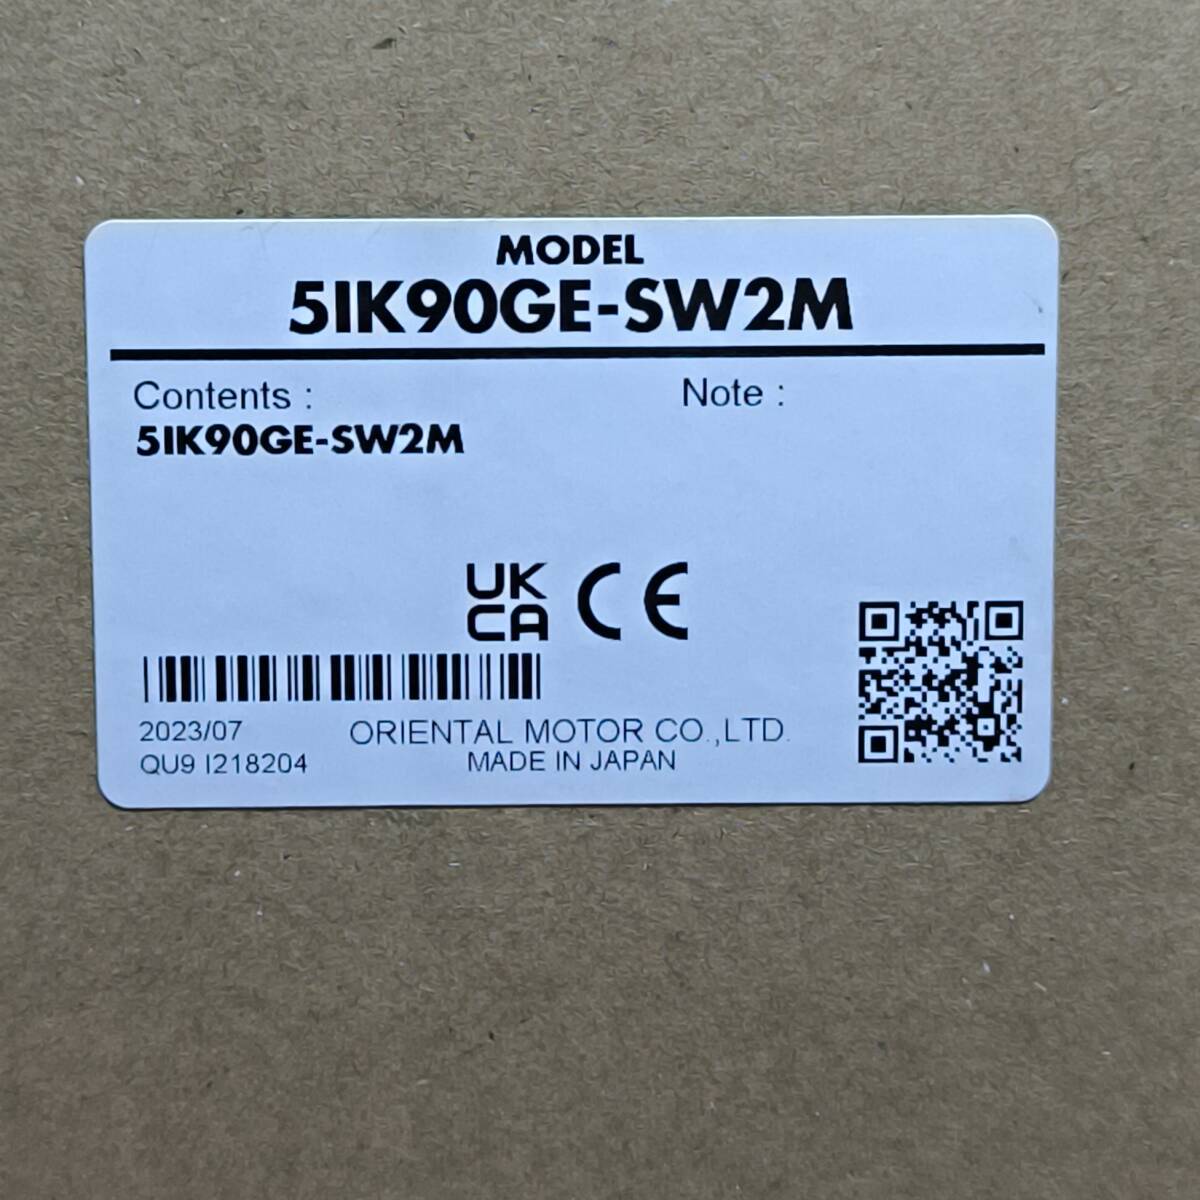 MODEL
5IK90GE-SW2M
Contents :
Note :
5IK90GE-SW2M
UK
CA
CE
2023/07
ORIENTAL MOTOR CO.,LTD.
QU9 I218204
MADE IN JAPAN